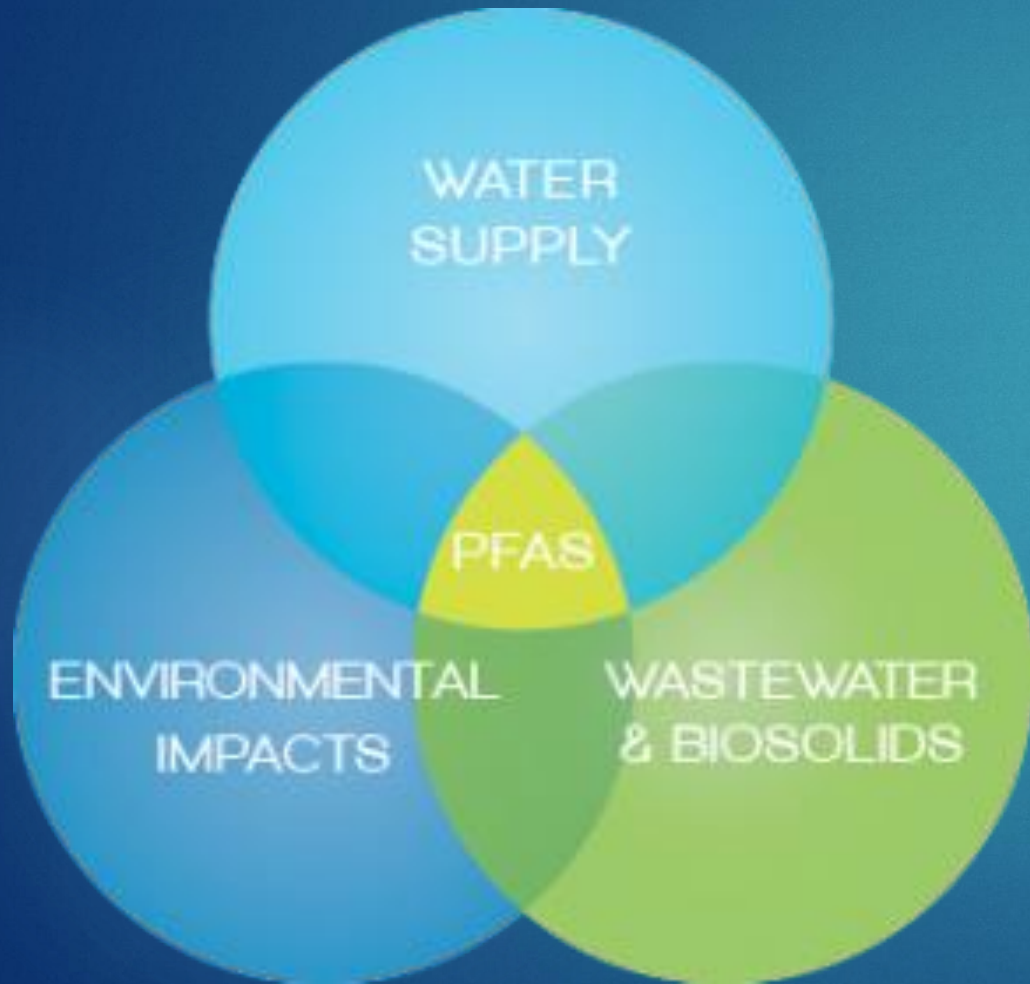 WATER
SUPPLY
PFAS
ENVIRONMENTAL
IMPACTS
WASTEWATER
& BIOSOLIDS